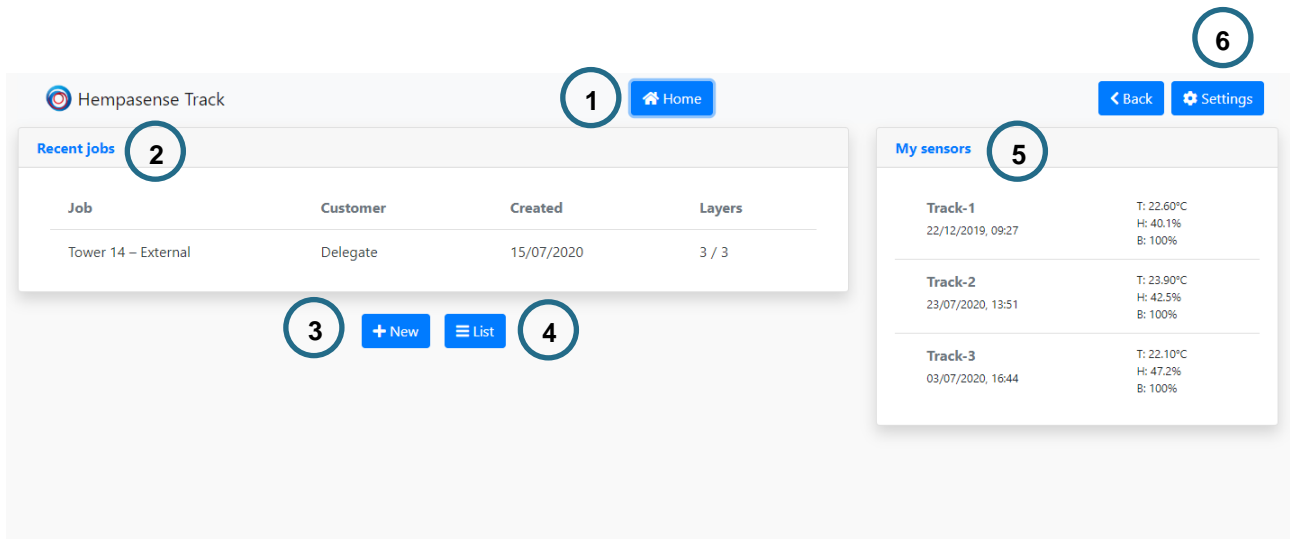 6
Hempasense Track
1
Home
Back
Settings
Recent jobs
2
Job Customer Created Layers
Tower 14 – External Delegate 15/07/2020 3 / 3
3
New
List
4
My sensors
5
Track-1
22/12/2019, 09:27
T: 22.60°C
H: 40.1%
B: 100%
Track-2
23/07/2020, 13:51
T: 23.90°C
H: 42.5%
B: 100%
Track-3
03/07/2020, 16:44
T: 22.10°C
H: 47.2%
B: 100%